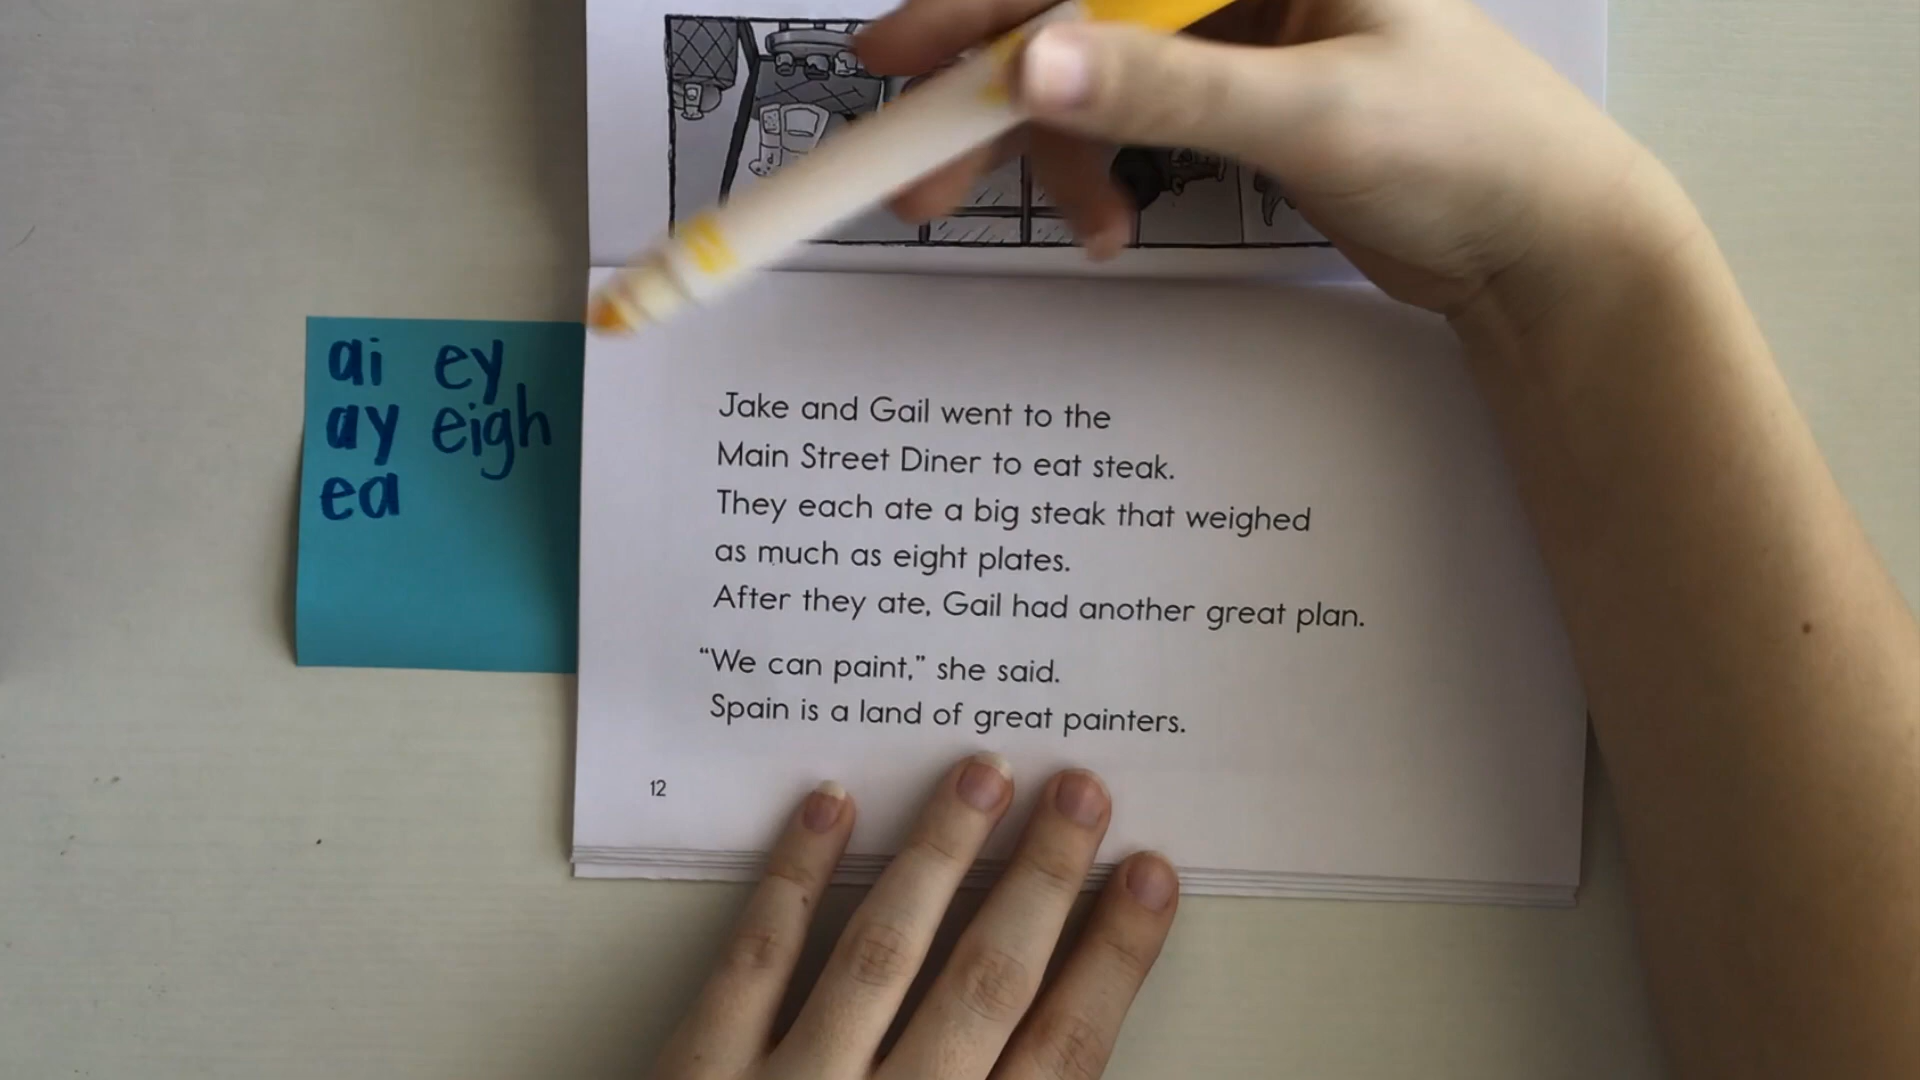 ai ey
ay eigh
ea
Jake and Gail went to the
Main Street Diner to eat steak.
They each ate a big steak that weighed
as much as eight plates.
After they ate, Gail had another great plan.
“We can paint,” she said.
Spain is a land of great painters.
12